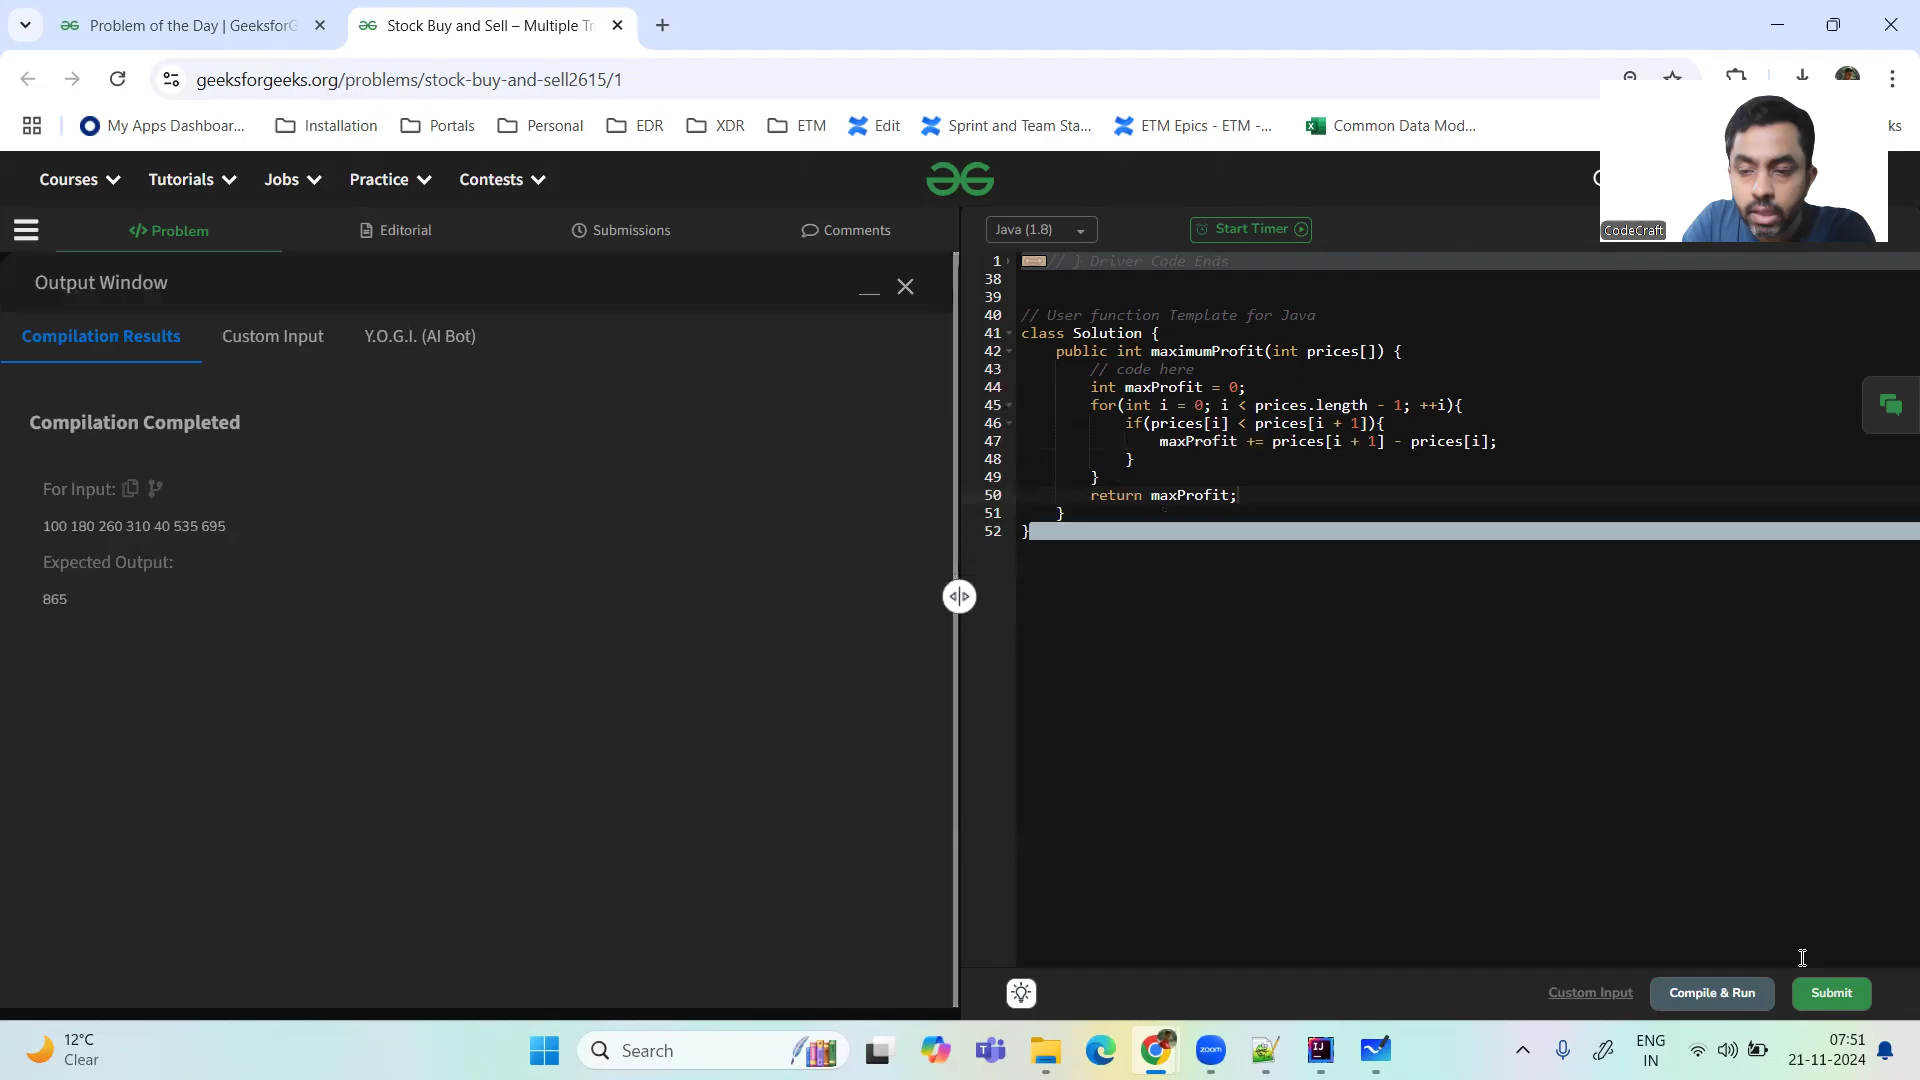 Problem of the Day | GeeksforG
Stock Buy and Sell – Multiple Tr
geeksforgeeks.org/problems/stock-buy-and-sell2615/1
My Apps Dashboar...
Installation
Portals
Personal
EDR
XDR
ETM
Edit
Sprint and Team Sta...
ETM Epics - ETM -...
Common Data Mod...
ks
Courses
Tutorials
Jobs
Practice
Contests
CodeCraft
</> Problem
Editorial
Submissions
Comments
Java (1.8)
Start Timer
Output Window
Compilation Results
Custom Input
Y.O.G.I. (AI Bot)
Compilation Completed
For Input:
100 180 260 310 40 535 695
Expected Output:
865
1 // } Driver Code Ends
38
39
40 // User function Template for Java
41 class Solution {
42 public int maximumProfit(int prices[]) {
43 // code here
44 int maxProfit = 0;
45 for(int i = 0; i < prices.length - 1; ++i){
46 if(prices[i] < prices[i + 1]){
47 maxProfit += prices[i + 1] - prices[i];
48 }
49 }
50 return maxProfit;
51 }
52 }
Custom Input
Compile & Run
Submit
12°C
Clear
Search
zoom
IJ
ENG
IN
07:51
21-11-2024